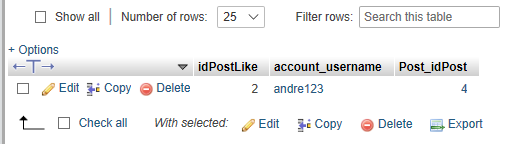 Show all Number of rows: 25 Filter rows: Search this table
+ Options
idPostLike account_username Post_idPost
Edit Copy Delete 2 andre123 4
Check all With selected: Edit Copy Delete Export